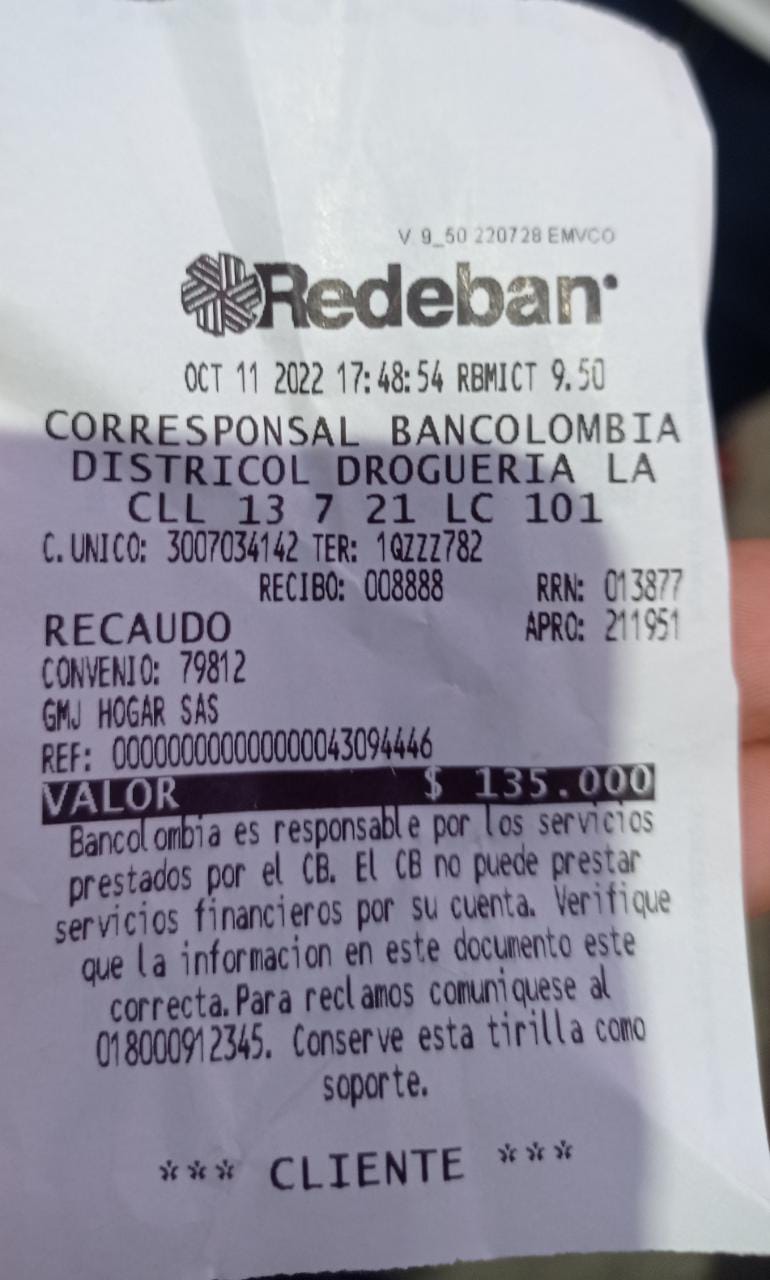 V 9_50 220728 EMVCO
Redeban
OCT 11 2022 17:48:54 RBMICT 9.50
CORRESPONSAL BANCOLOMBIA
DISTRICOL DROGUERIA LA
CLL 13 7 21 LC 101
C.UNICO: 3007034142 TER: 1QZZZ782
RECIBO: 008888 RRN: 013877
RECAUDO APRO: 211951
CONVENIO: 79812
GMJ HOGAR SAS
REF: 000000000000000043094446
VALOR $ 135.000
Bancolombia es responsable por los servicios
prestados por el CB. El CB no puede prestar
servicios financieros por su cuenta. Verifique
que la informacion en este documento este
correcta.Para reclamos comuniquese al
018000912345. Conserve esta tirilla como
soporte.
*** CLIENTE ***